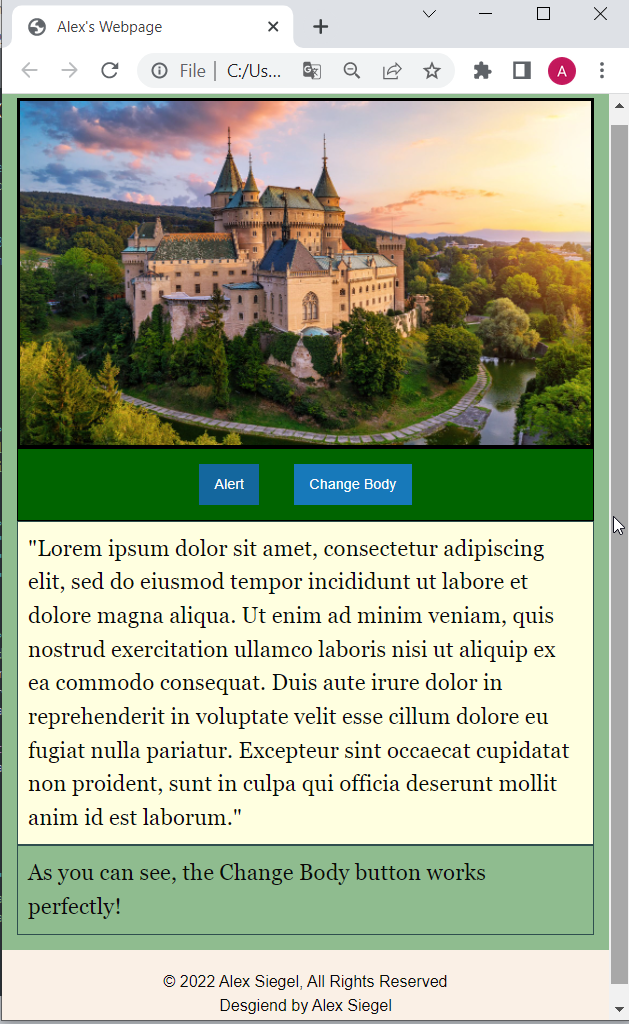 Alex's Webpage
File | C:/Us...
A
Alert
Change Body
"Lorem ipsum dolor sit amet, consectetur adipiscing
elit, sed do eiusmod tempor incididunt ut labore et
dolore magna aliqua. Ut enim ad minim veniam, quis
nostrud exercitation ullamco laboris nisi ut aliquip ex
ea commodo consequat. Duis aute irure dolor in
reprehenderit in voluptate velit esse cillum dolore eu
fugiat nulla pariatur. Excepteur sint occaecat cupidatat
non proident, sunt in culpa qui officia deserunt mollit
anim id est laborum."
As you can see, the Change Body button works
perfectly!
© 2022 Alex Siegel, All Rights Reserved
Desgiend by Alex Siegel